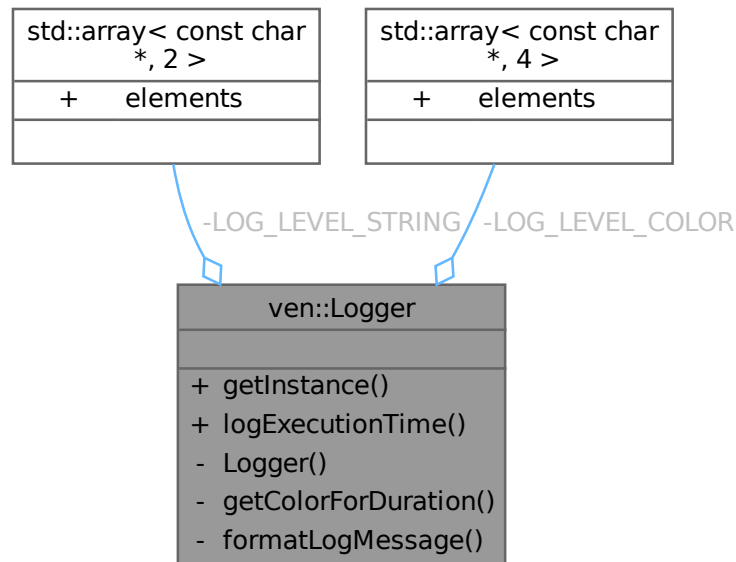 std::array< const char
*, 2 >
+ elements
std::array< const char
*, 4 >
+ elements
-LOG_LEVEL_STRING
-LOG_LEVEL_COLOR
ven::Logger
+ getInstance()
+ logExecutionTime()
- Logger()
- getColorForDuration()
- formatLogMessage()